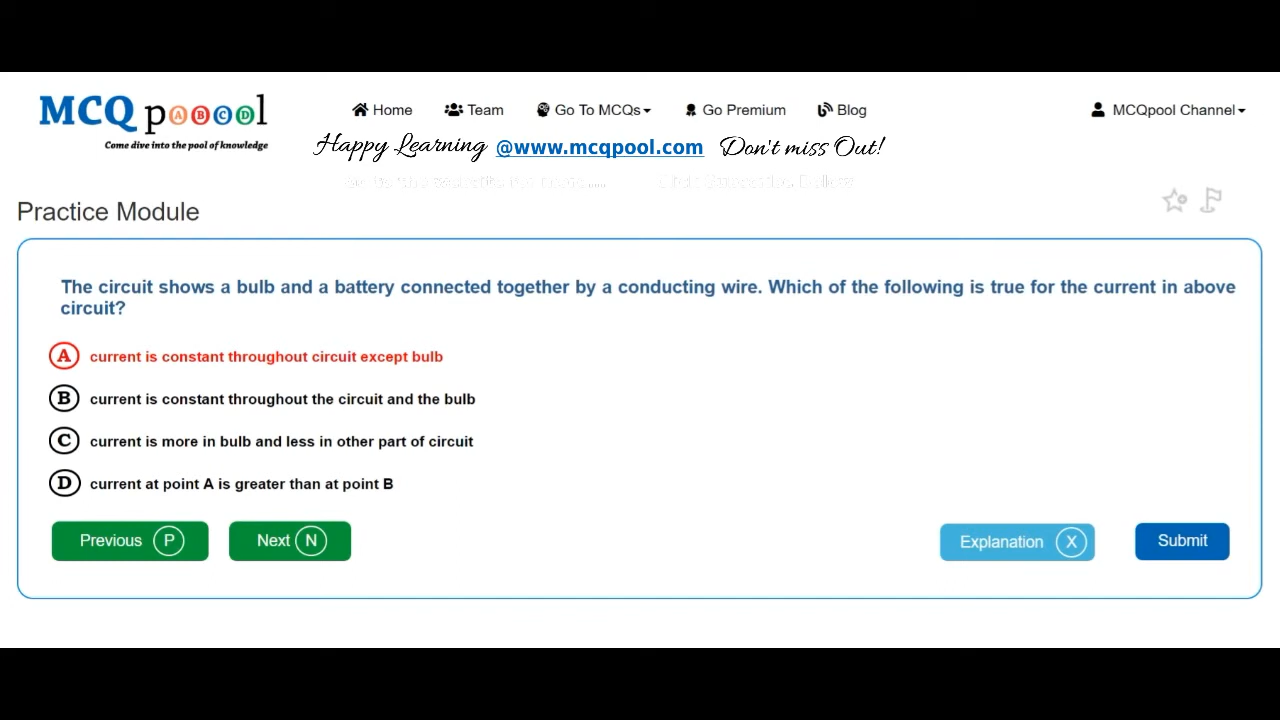 MCQ poool
A B C D
Come dive into the pool of knowledge
Home Team Go To MCQs Go Premium Blog MCQpool Channel
Happy Learning @www.mcqpool.com Don't miss Out!
Practice Module
The circuit shows a bulb and a battery connected together by a conducting wire. Which of the following is true for the current in above
circuit?
A current is constant throughout circuit except bulb
B current is constant throughout the circuit and the bulb
C current is more in bulb and less in other part of circuit
D current at point A is greater than at point B
Previous P Next N Explanation X Submit